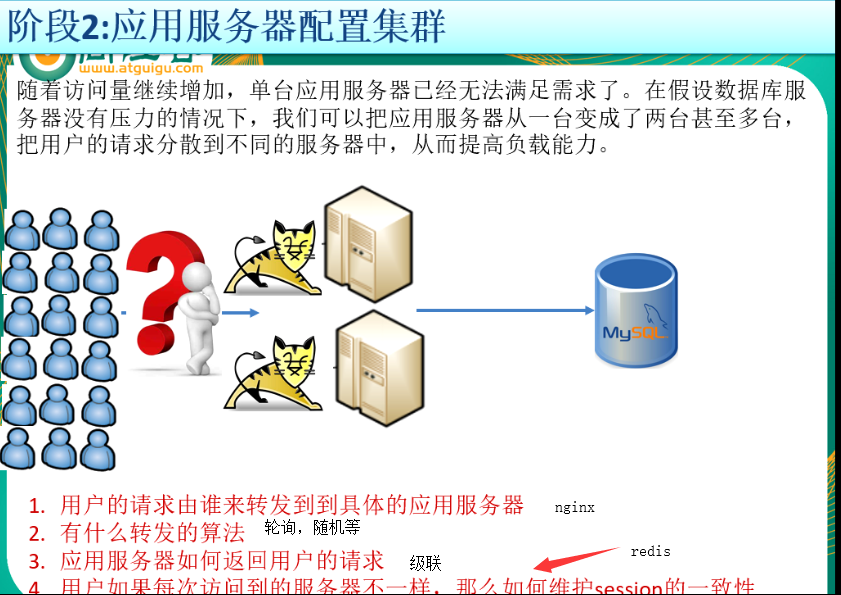 阶段2:应用服务器配置集群
www.atguigu.com
随着访问量继续增加，单台应用服务器已经无法满足需求了。在假设数据库服
务器没有压力的情况下，我们可以把应用服务器从一台变成了两台甚至多台，
把用户的请求分散到不同的服务器中，从而提高负载能力。
MySQL
1. 用户的请求由谁来转发到到具体的应用服务器 nginx
2. 有什么转发的算法 轮询，随机等
3. 应用服务器如何返回用户的请求 级联
redis
4. 用户如果每次访问到的服务器不一样，那么如何维护session的一致性